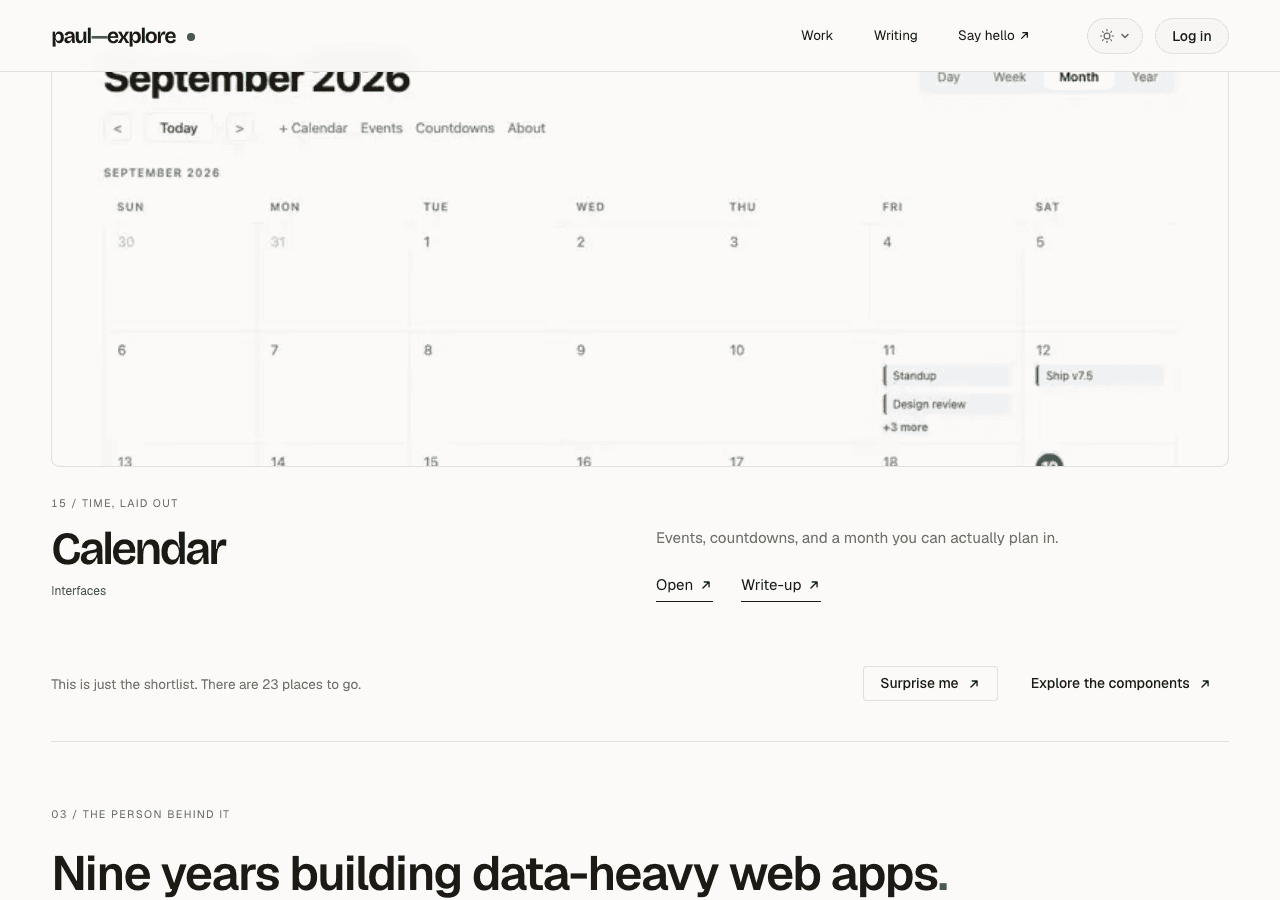 paul—explore
Work Writing Say hello ↗ Log in
September 2026
Day Week Month Year
< Today > + Calendar Events Countdowns About
SEPTEMBER 2026
SUN MON TUE WED THU FRI SAT
30 31 1 2 3 4 5
6 7 8 9 10 11 12
Standup Ship v7.5
Design review
+3 more
13 14 15 16 17 18
15 / TIME, LAID OUT
Calendar
Events, countdowns, and a month you can actually plan in.
Interfaces
Open ↗ Write-up ↗
This is just the shortlist. There are 23 places to go.
Surprise me ↗ Explore the components ↗
03 / THE PERSON BEHIND IT
Nine years building data-heavy web apps.